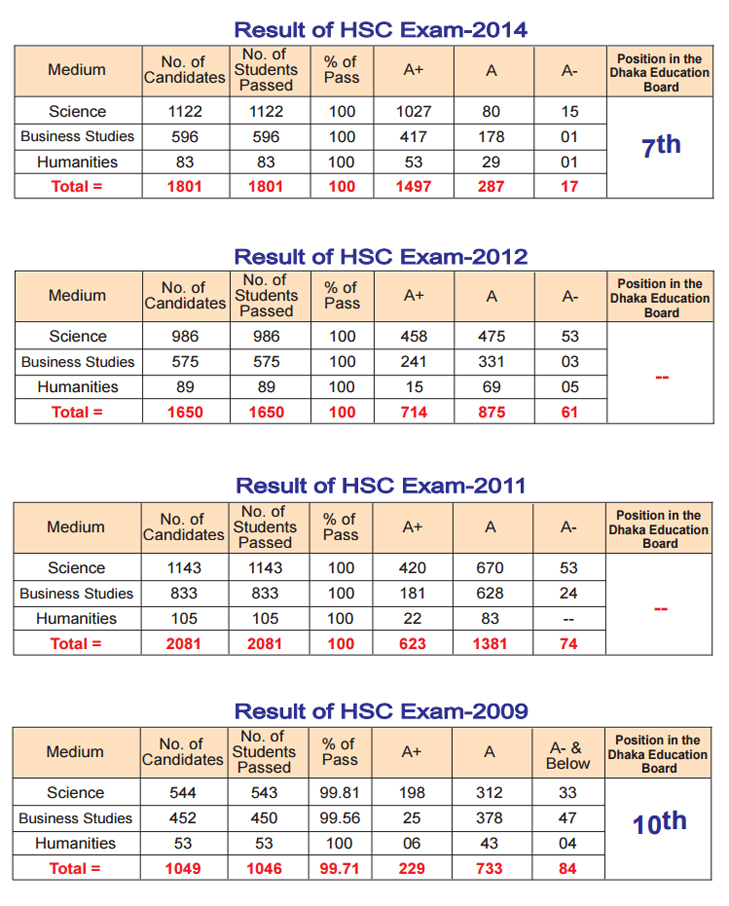 Result of HSC Exam-2014
Medium No. of Candidates No. of Students Passed % of Pass A+ A A- Position in the Dhaka Education Board
Science 1122 1122 100 1027 80 15
Business Studies 596 596 100 417 178 01
Humanities 83 83 100 53 29 01
Total = 1801 1801 100 1497 287 17
7th
Result of HSC Exam-2012
Medium No. of Candidates No. of Students Passed % of Pass A+ A A- Position in the Dhaka Education Board
Science 986 986 100 458 475 53
Business Studies 575 575 100 241 331 03
Humanities 89 89 100 15 69 05
Total = 1650 1650 100 714 875 61
--
Result of HSC Exam-2011
Medium No. of Candidates No. of Students Passed % of Pass A+ A A- Position in the Dhaka Education Board
Science 1143 1143 100 420 670 53
Business Studies 833 833 100 181 628 24
Humanities 105 105 100 22 83 --
Total = 2081 2081 100 623 1381 74
--
Result of HSC Exam-2009
Medium No. of Candidates No. of Students Passed % of Pass A+ A A- & Below Position in the Dhaka Education Board
Science 544 543 99.81 198 312 33
Business Studies 452 450 99.56 25 378 47
Humanities 53 53 100 06 43 04
Total = 1049 1046 99.71 229 733 84
10th